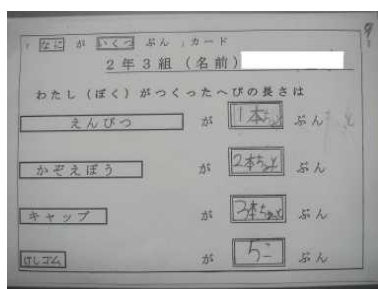 「なに が いくつ ぶん」カード
2年3組(名前)
わたし(ぼく)がつくったへびの長さは
えんぴつ が 1本ちょっと ぶん
かぞえぼう が 2本ちょっと ぶん
キャップ が 3本ちょっと ぶん
けしゴム が 5こ ぶん